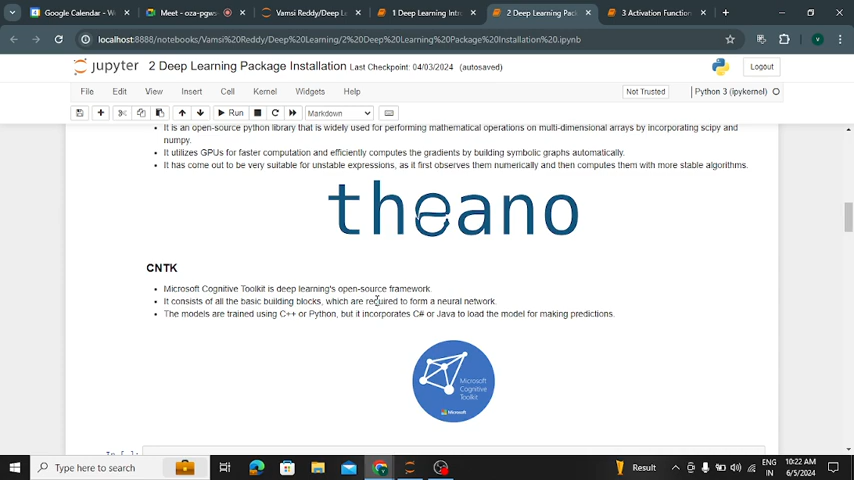 Google Calendar - W
Meet - oza-pgw
Vamsi Reddy/Deep L
1 Deep Learning Intro
2 Deep Learning Pac
3 Activation Function
localhost:8888/notebooks/Vamsi%20Reddy/Deep%20Learning/2%20Deep%20Learning%20Package%20Installation%20.ipynb
jupyter 2 Deep Learning Package Installation Last Checkpoint: 04/03/2024 (autosaved)
Logout
File Edit View Insert Cell Kernel Widgets Help
Not Trusted
Python 3 (ipykernel)
Run
Markdown
It is an open-source python library that is widely used for performing mathematical operations on multi-dimensional arrays by incorporating scipy and
numpy.
It utilizes GPUs for faster computation and efficiently computes the gradients by building symbolic graphs automatically.
It has come out to be very suitable for unstable expressions, as it first observes them numerically and then computes them with more stable algorithms.
theano
CNTK
Microsoft Cognitive Toolkit is deep learning's open-source framework.
It consists of all the basic building blocks, which are required to form a neural network.
The models are trained using C++ or Python, but it incorporates C# or Java to load the model for making predictions.
Microsoft
Cognitive
Toolkit
Microsoft
In [ ]:
Type here to search
Result
ENG
IN
10:22 AM
6/5/2024